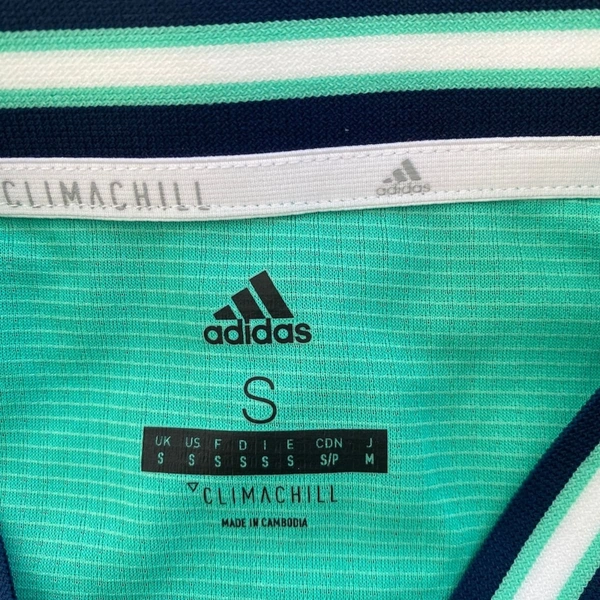 CLIMACHILL adidas
adidas
S
UK US F D I E CDN J
S S S S S S S/P M
CLIMACHILL
MADE IN CAMBODIA